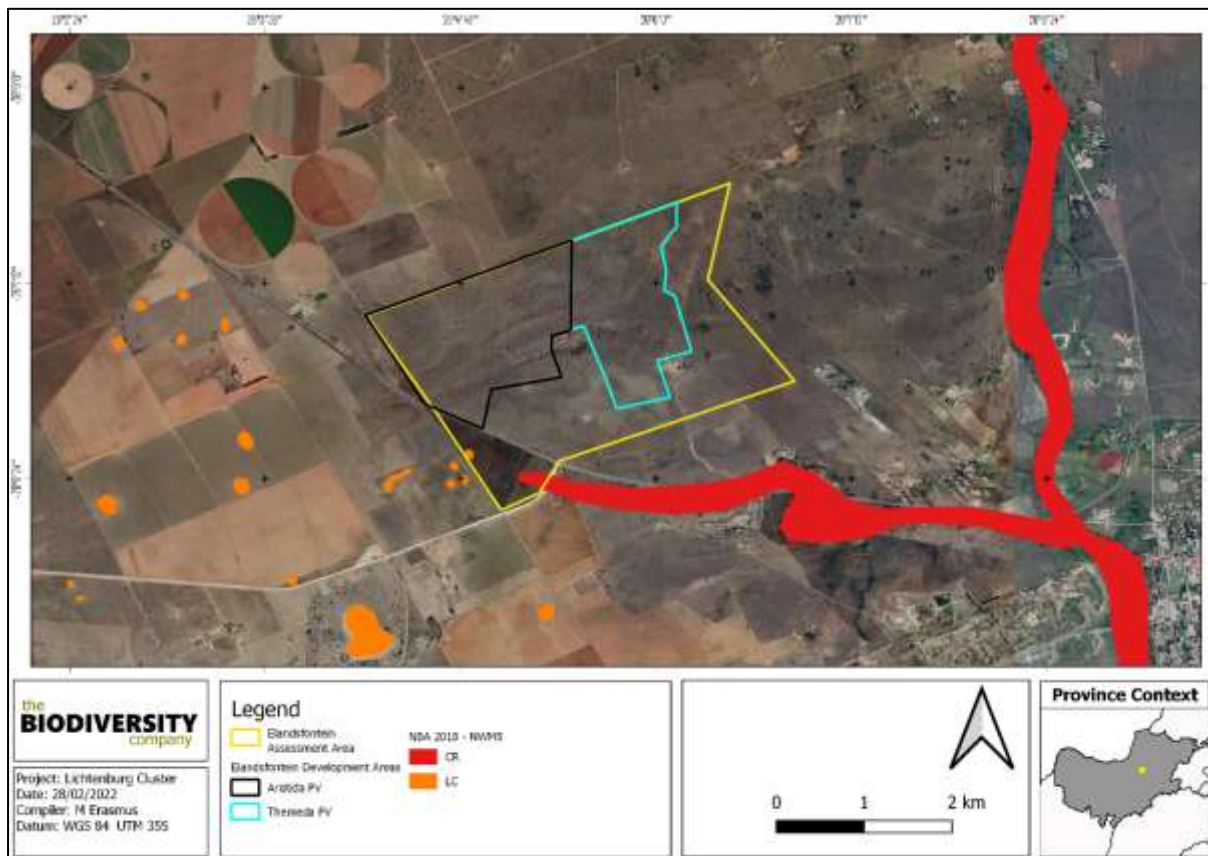 the
BIODIVERSITY
company
Project: Lichtenburg Cluster
Date: 28/02/2022
Compiler: M Erasmus
Datum: WGS 84 UTM 35S
Legend
Elandsfontein
Assessment Area
Elandsfontein Development Areas
Aristida PV
Themeda PV
NBA 2018 - NWM5
CR
LC
0 1 2 km
Province Context